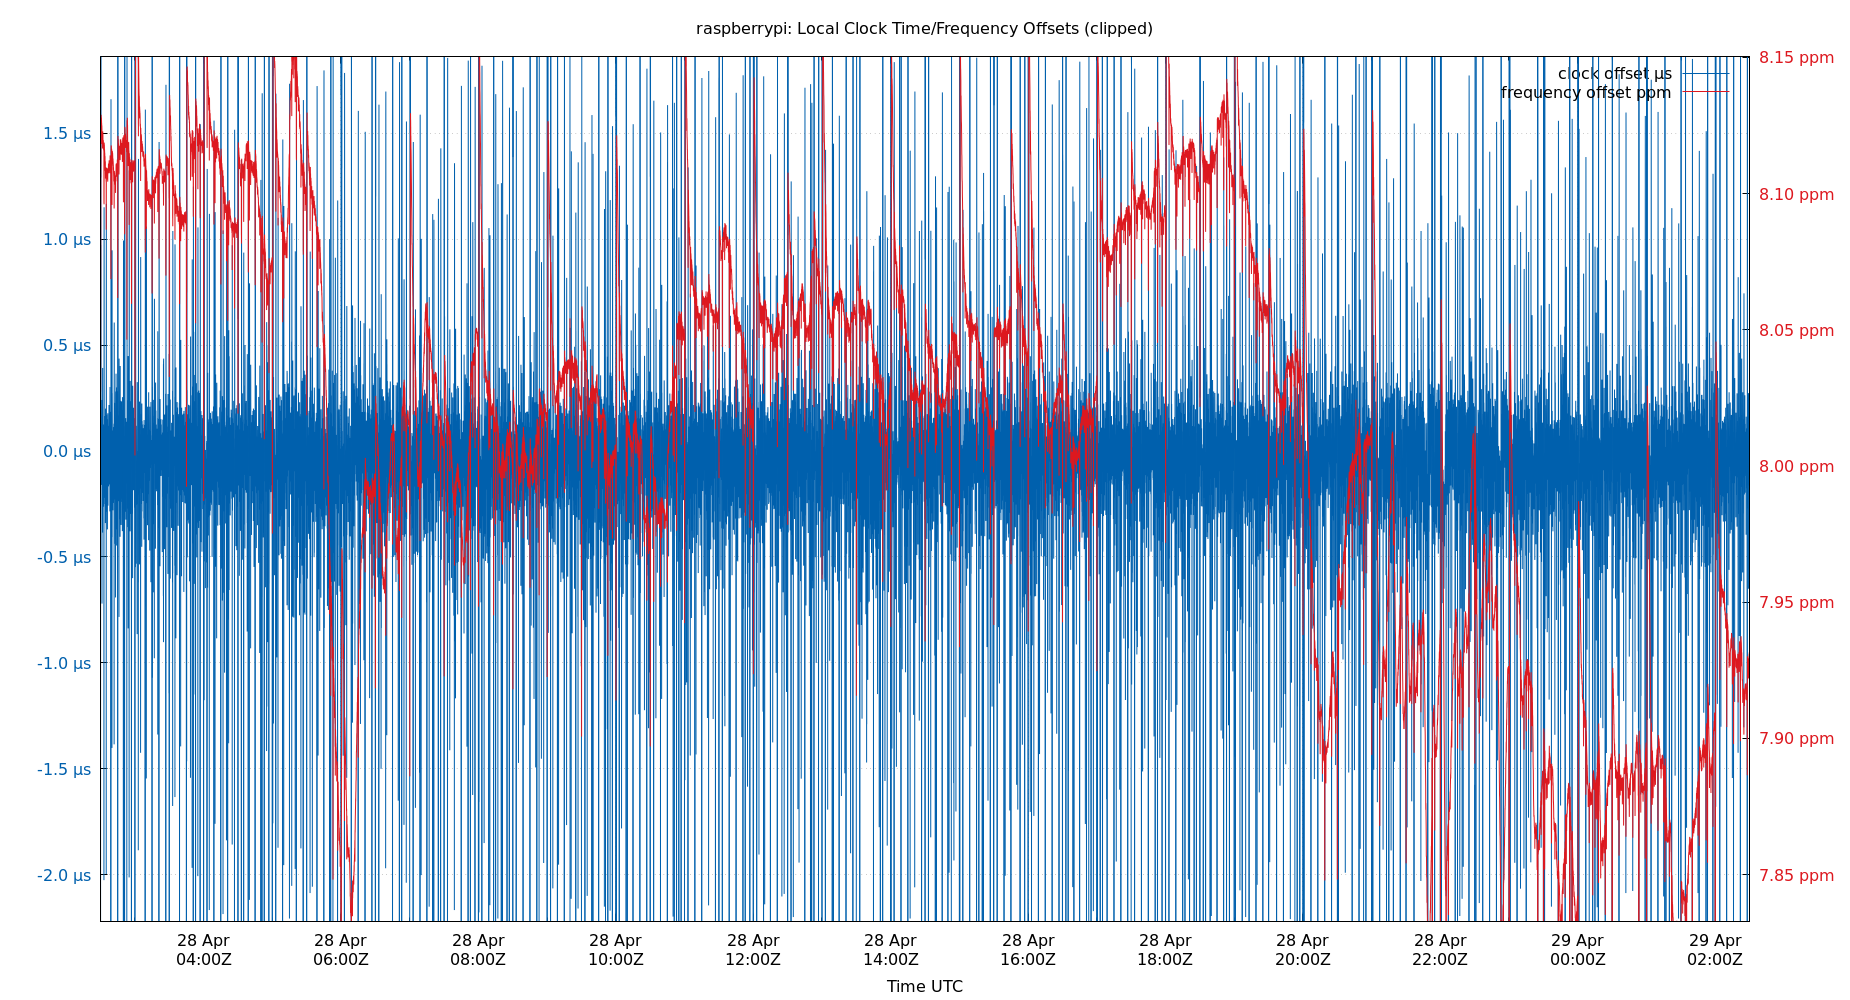 raspberrypi: Local Clock Time/Frequency Offsets (clipped)
clock offset µs
frequency offset ppm
1.5 µs
1.0 µs
0.5 µs
0.0 µs
-0.5 µs
-1.0 µs
-1.5 µs
-2.0 µs
8.15 ppm
8.10 ppm
8.05 ppm
8.00 ppm
7.95 ppm
7.90 ppm
7.85 ppm
28 Apr 28 Apr 28 Apr 28 Apr 28 Apr 28 Apr 28 Apr 28 Apr 28 Apr 28 Apr 29 Apr 29 Apr
04:00Z 06:00Z 08:00Z 10:00Z 12:00Z 14:00Z 16:00Z 18:00Z 20:00Z 22:00Z 00:00Z 02:00Z
Time UTC